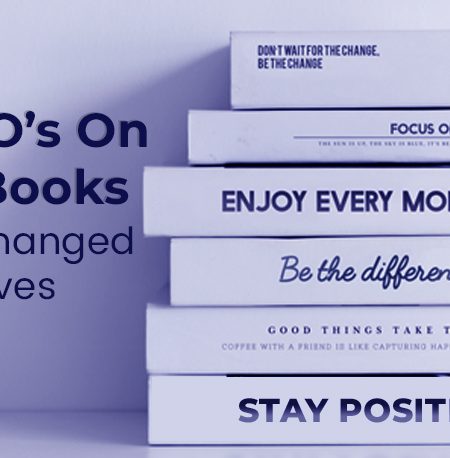 O's On
Books
hanged
ves
DON'T WAIT FOR THE CHANGE,
BE THE CHANGE
FOCUS O
THE SUN IS UP, THE SKY IS BLUE, IT'S BE
ENJOY EVERY MO
Be the differen
GOOD THINGS TAKE T
COFFEE WITH A FRIEND IS LIKE CAPTURING HAP
STAY POSITI